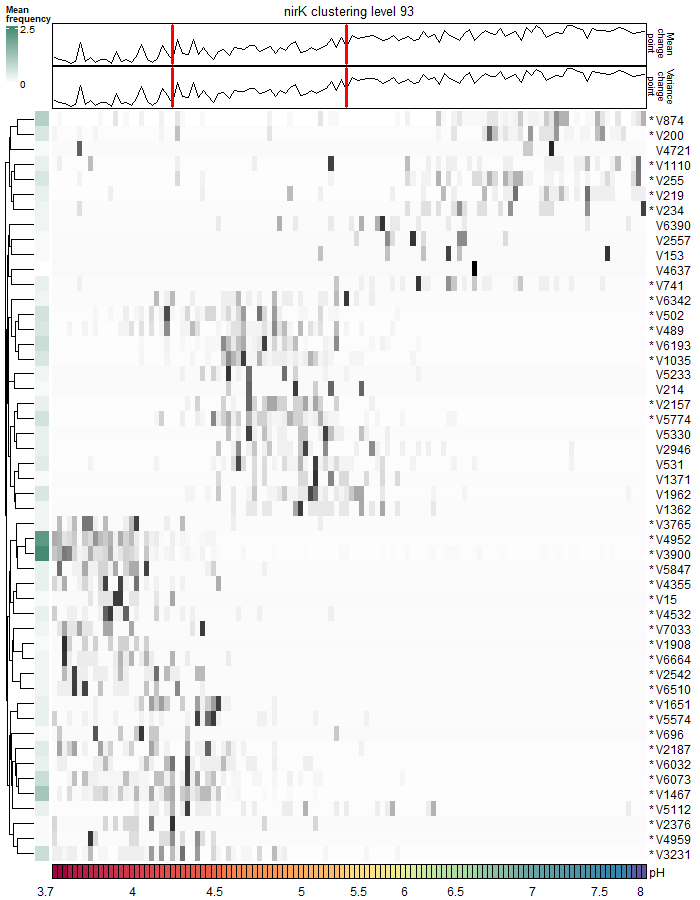 nirK clustering level 93
Mean
frequency
2.5
0
Mean
change
point
Variance
change
point
* V874
* V200
V4721
* V1110
* V255
* V219
* V234
V6390
V2557
V153
V4637
* V741
* V6342
* V502
* V489
* V6193
* V1035
V5233
V214
* V2157
* V5774
V5330
V2946
V531
V1371
* V1962
V1362
* V3765
* V4952
* V3900
* V5847
* V4355
* V15
* V4532
* V7033
* V1908
* V6664
* V2542
* V6510
* V1651
* V5574
* V696
* V2187
* V6032
* V6073
* V1467
* V5112
* V2376
* V4959
* V3231
pH
3.7 4 4.5 5 5.5 6 6.5 7 7.5 8